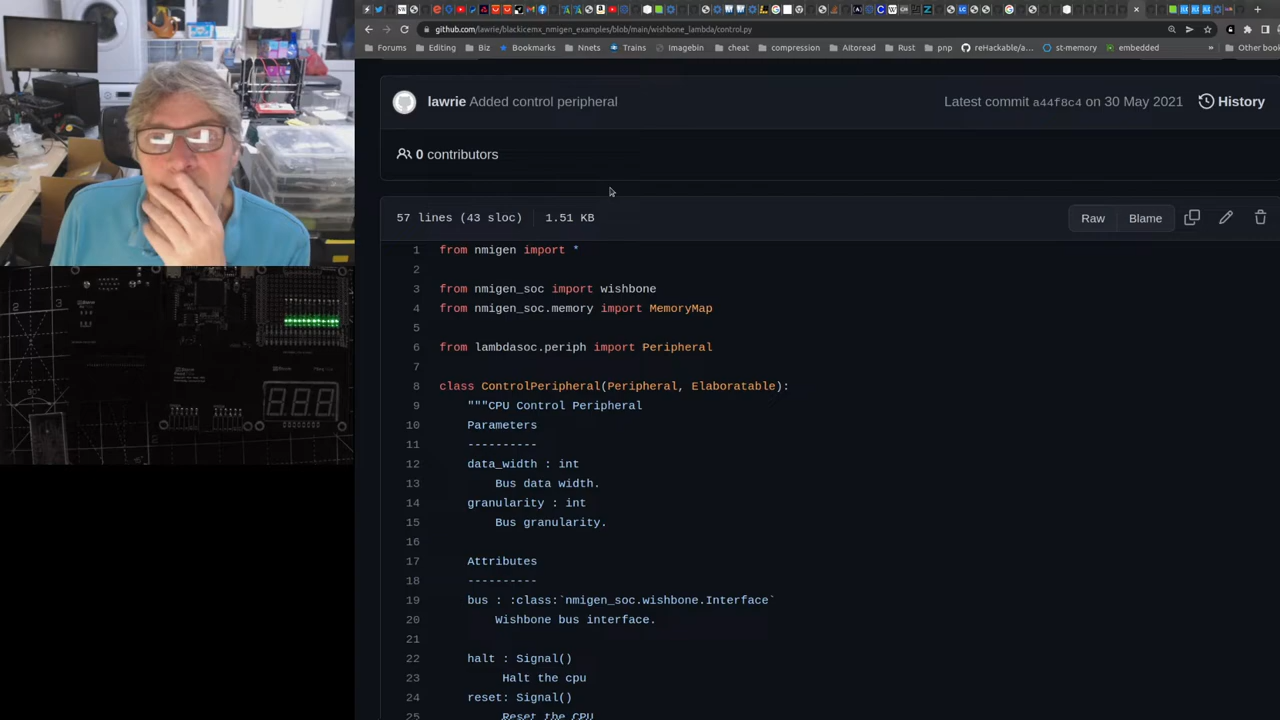 github.com/lawrie/blackicemx_nmigen_examples/blob/main/wishbone_lambda/control.py
Forums Editing Biz Bookmarks Nnets Trains Imagebin cheat compression Aitoread Rust pnp st-memory embedded » Other book
lawrie Added control peripheral
Latest commit a44f8c4 on 30 May 2021 History
0 contributors
57 lines (43 sloc) 1.51 KB
Raw Blame
1 from nmigen import *
2
3 from nmigen_soc import wishbone
4 from nmigen_soc.memory import MemoryMap
5
6 from lambdasoc.periph import Peripheral
7
8 class ControlPeripheral(Peripheral, Elaboratable):
9 """CPU Control Peripheral
10 Parameters
11 ----------
12 data_width : int
13 Bus data width.
14 granularity : int
15 Bus granularity.
16
17 Attributes
18 ----------
19 bus : :class:`nmigen_soc.wishbone.Interface`
20 Wishbone bus interface.
21
22 halt : Signal()
23 Halt the cpu
24 reset: Signal()
25 Reset the CPU